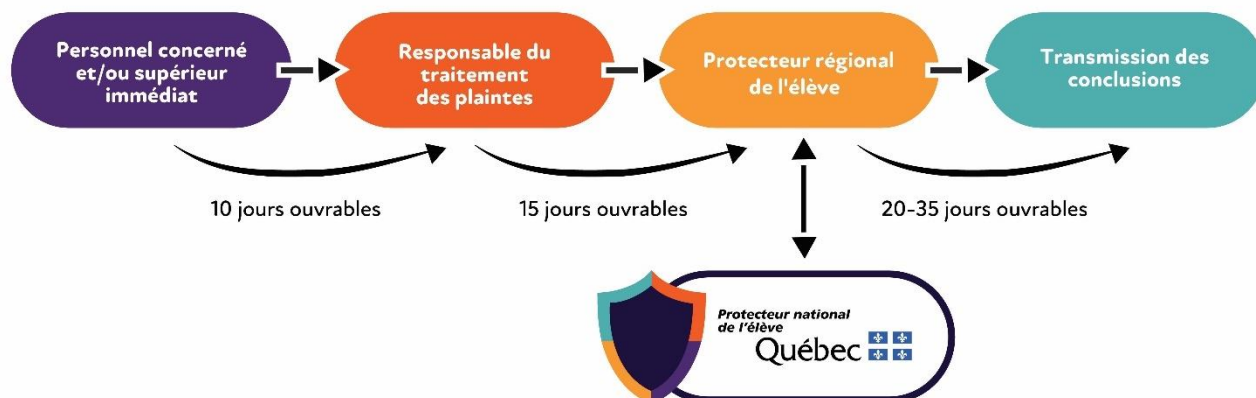 Personnel concerné
et/ou supérieur
immédiat
Responsable du
traitement
des plaintes
Protecteur régional
de l'élève
Transmission des
conclusions
10 jours ouvrables
15 jours ouvrables
20-35 jours ouvrables
Protecteur national
de l'élève
Québec